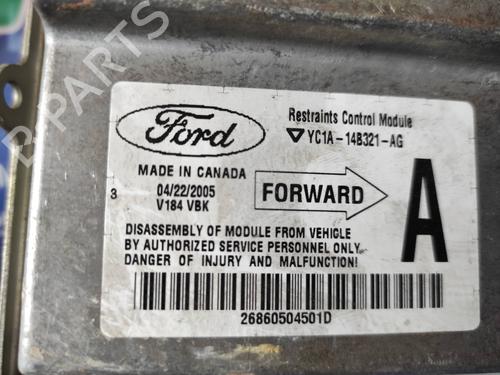 Ford
Restraints Control Module
YC1A-14B321-AG
MADE IN CANADA
04/22/2005
V184 VBK
3
FORWARD
A
DISASSEMBLY OF MODULE FROM VEHICLE
BY AUTHORIZED SERVICE PERSONNEL ONLY.
DANGER OF INJURY AND MALFUNCTION!
26860504501D
B-PARTS